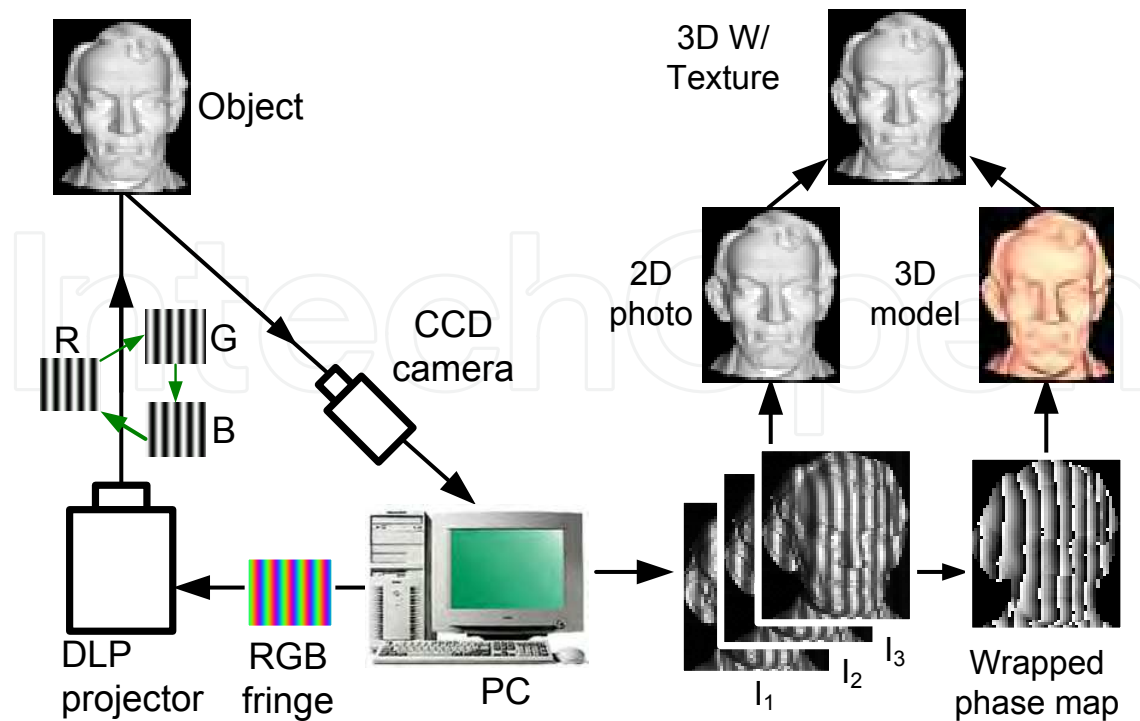 Object
3D W/
Texture
2D
photo
3D
model
R
G
B
CCD
camera
IntechOpen
DLP
projector
RGB
fringe
PC
I₁
I₂
I₃
Wrapped
phase map